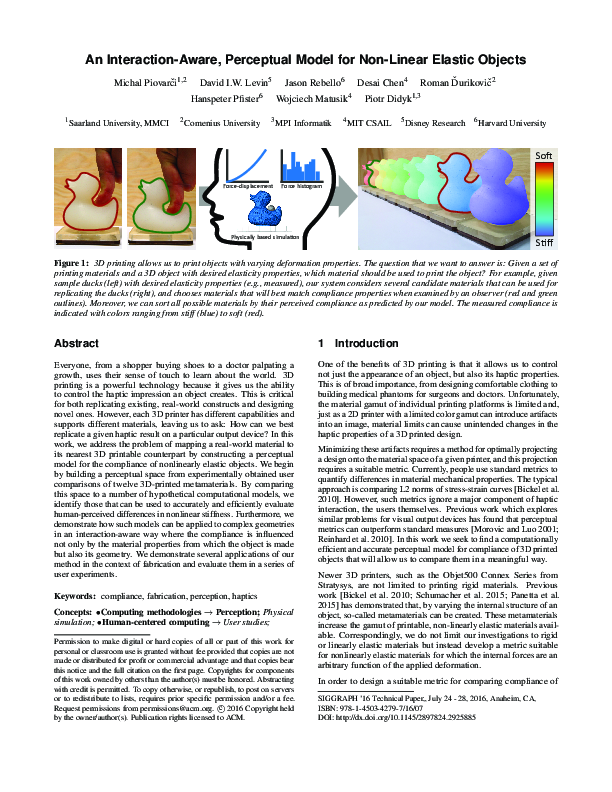 An Interaction-Aware, Perceptual Model for Non-Linear Elastic Objects
Michal Piovarči1,2 David I.W. Levin5 Jason Rebello6 Desai Chen4 Roman Ďurikovič2
Hanspeter Pfister6 Wojciech Matusik4 Piotr Didyk1,3
1Saarland University, MMCI 2Comenius University 3MPI Informatik 4MIT CSAIL 5Disney Research 6Harvard University
Force-displacement Force histogram
Physically based simulation
Soft
Stiff
Figure 1: 3D printing allows us to print objects with varying deformation properties. The question that we want to answer is: Given a set of
printing materials and a 3D object with desired elasticity properties, which material should be used to print the object? For example, given
sample ducks (left) with desired elasticity properties (e.g., measured), our system considers several candidate materials that can be used for
replicating the ducks (right), and chooses materials that will best match compliance properties when examined by an observer (red and green
outlines). Moreover, we can sort all possible materials by their perceived compliance as predicted by our model. The measured compliance is
indicated with colors ranging from stiff (blue) to soft (red).
Abstract
Everyone, from a shopper buying shoes to a doctor palpating a
growth, uses their sense of touch to learn about the world. 3D
printing is a powerful technology because it gives us the ability
to control the haptic impression an object creates. This is critical
for both replicating existing, real-world constructs and designing
novel ones. However, each 3D printer has different capabilities and
supports different materials, leaving us to ask: How can we best
replicate a given haptic result on a particular output device? In this
work, we address the problem of mapping a real-world material to
its nearest 3D printable counterpart by constructing a perceptual
model for the compliance of nonlinearly elastic objects. We begin
by building a perceptual space from experimentally obtained user
comparisons of twelve 3D-printed metamaterials. By comparing
this space to a number of hypothetical computational models, we
identify those that can be used to accurately and efficiently evaluate
human-perceived differences in nonlinear stiffness. Furthermore, we
demonstrate how such models can be applied to complex geometries
in an interaction-aware way where the compliance is influenced
not only by the material properties from which the object is made
but also its geometry. We demonstrate several applications of our
method in the context of fabrication and evaluate them in a series of
user experiments.
Keywords: compliance, fabrication, perception, haptics
Concepts: •Computing methodologies → Perception; Physical
simulation; •Human-centered computing → User studies;
Permission to make digital or hard copies of all or part of this work for
personal or classroom use is granted without fee provided that copies are not
made or distributed for profit or commercial advantage and that copies bear
this notice and the full citation on the first page. Copyrights for components
of this work owned by others than the author(s) must be honored. Abstracting
with credit is permitted. To copy otherwise, or republish, to post on servers
or to redistribute to lists, requires prior specific permission and/or a fee.
Request permissions from permissions@acm.org. © 2016 Copyright held
by the owner/author(s). Publication rights licensed to ACM.
1 Introduction
One of the benefits of 3D printing is that it allows us to control
not just the appearance of an object, but also its haptic properties.
This is of broad importance, from designing comfortable clothing to
building medical phantoms for surgeons and doctors. Unfortunately,
the material gamut of individual printing platforms is limited and,
just as a 2D printer with a limited color gamut can introduce artifacts
into an image, material limits can cause unintended changes in the
haptic properties of a 3D printed design.
Minimizing these artifacts requires a method for optimally projecting
a design onto the material space of a given printer, and this projection
requires a suitable metric. Currently, people use standard metrics to
quantify differences in material mechanical properties. The typical
approach is comparing L2 norms of stress-strain curves [Bickel et al.
2010]. However, such metrics ignore a major component of haptic
interaction, the users themselves. Previous work which explores
similar problems for visual output devices has found that perceptual
metrics can outperform standard measures [Morovic and Luo 2001;
Reinhard et al. 2010]. In this work we seek to find a computationally
efficient and accurate perceptual model for compliance of 3D printed
objects that will allow us to compare them in a meaningful way.
Newer 3D printers, such as the Objet500 Connex Series from
Stratysys, are not limited to printing rigid materials. Previous
work [Bickel et al. 2010; Schumacher et al. 2015; Panetta et al.
2015] has demonstrated that, by varying the internal structure of an
object, so-called metamaterials can be created. These metamaterials
increase the gamut of printable, non-linearly elastic materials avail-
able. Correspondingly, we do not limit our investigations to rigid
or linearly elastic materials but instead develop a metric suitable
for nonlinearly elastic materials for which the internal forces are an
arbitrary function of the applied deformation.
In order to design a suitable metric for comparing compliance of
SIGGRAPH '16 Technical Paper,, July 24 - 28, 2016, Anaheim, CA,
ISBN: 978-1-4503-4279-7/16/07
DOI: http://dx.doi.org/10.1145/2897824.2925885